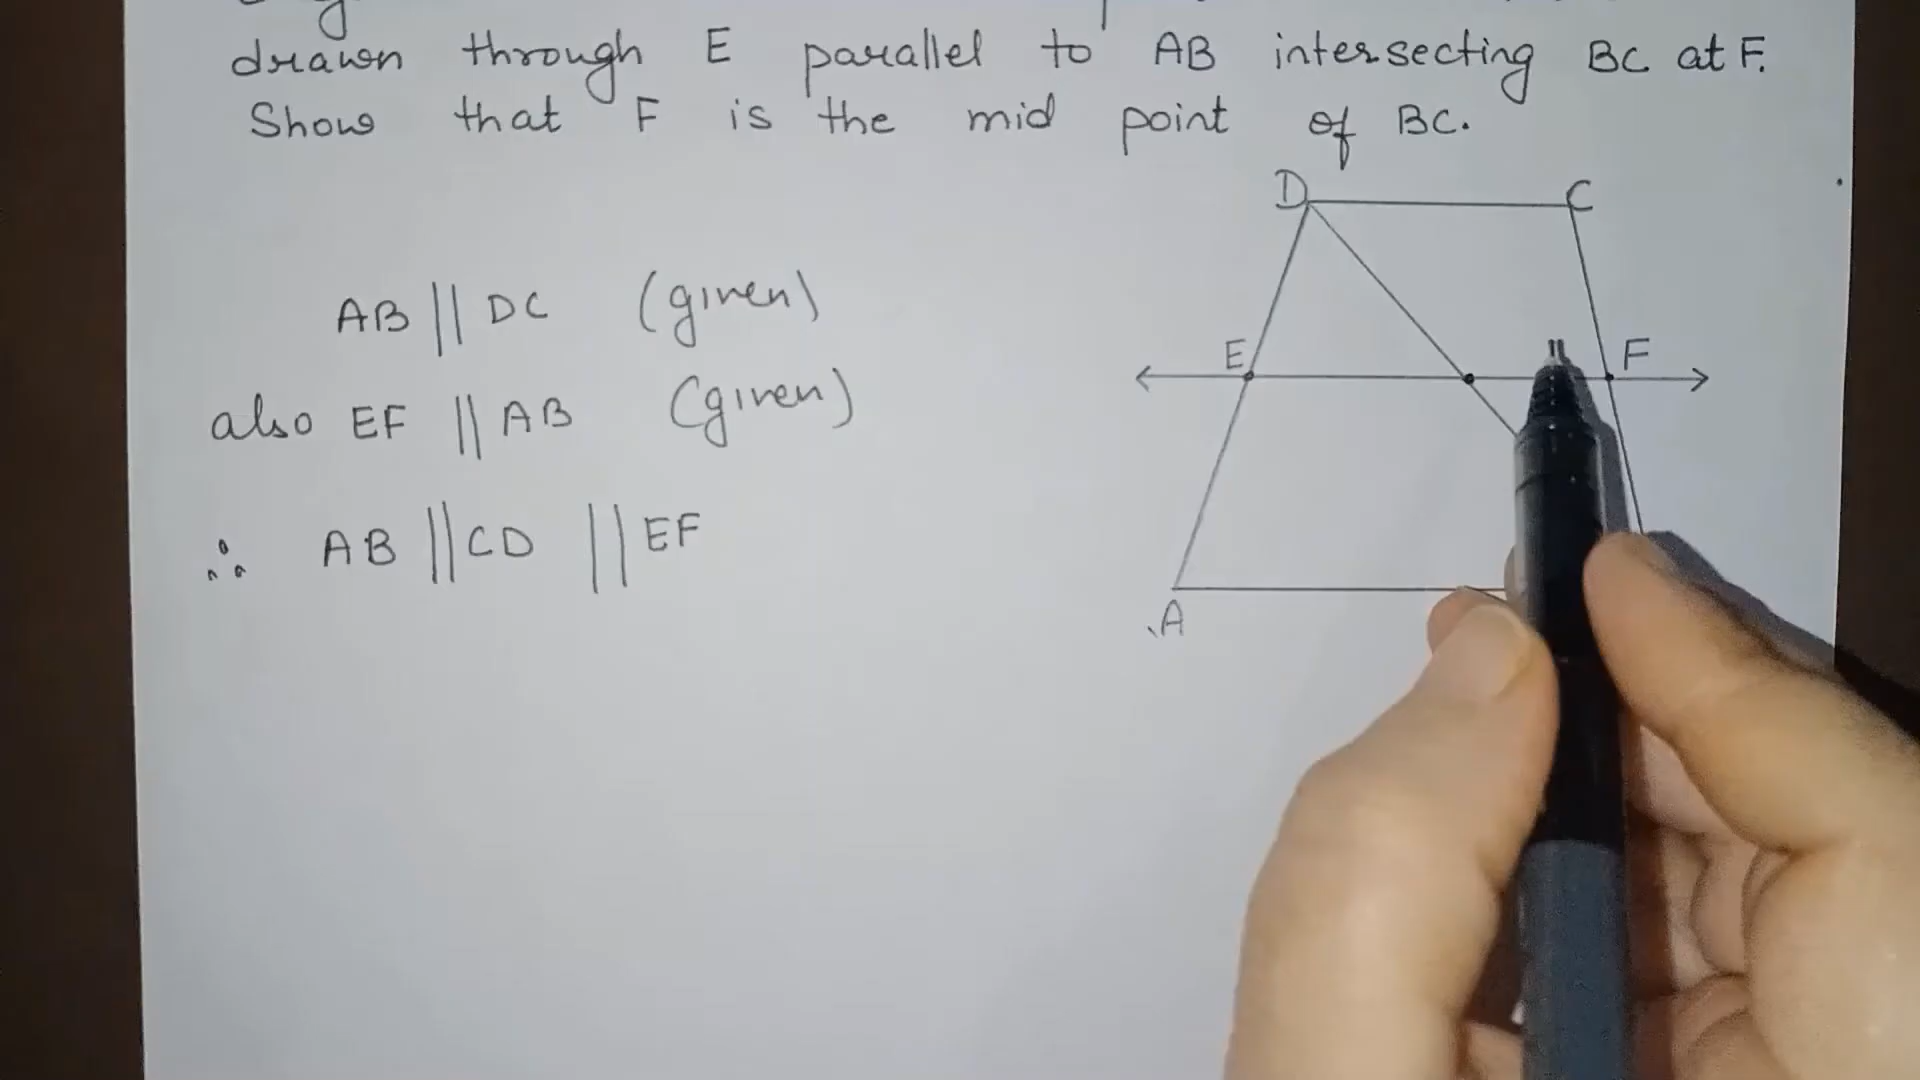 drawn through E parallel to AB intersecting BC at F.
Show that F is the mid point of BC.
D C
AB || DC (given)
E F
also EF || AB (given)
∴ AB || CD || EF
A